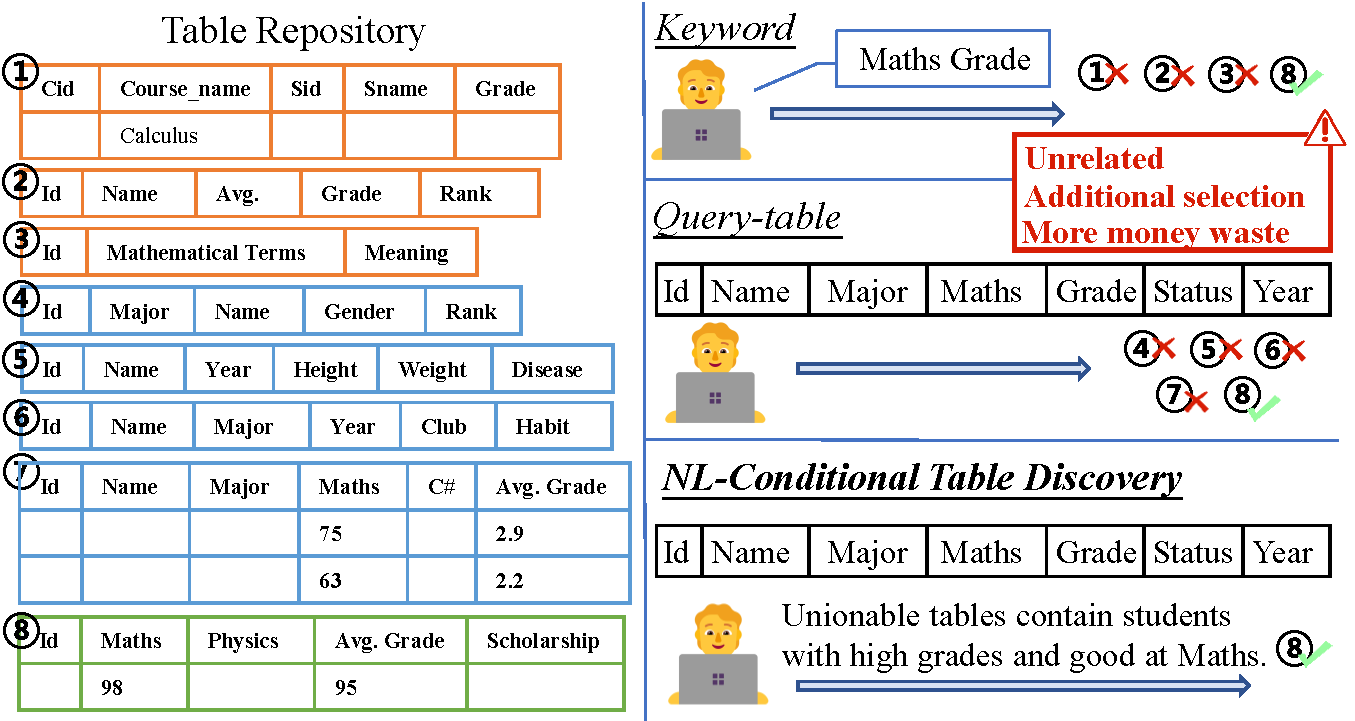 Table Repository
① Cid Course_name Sid Sname Grade
Calculus
② Id Name Avg. Grade Rank
③ Id Mathematical Terms Meaning
④ Id Major Name Gender Rank
⑤ Id Name Year Height Weight Disease
⑥ Id Name Major Year Club Habit
⑦ Id Name Major Maths C# Avg. Grade
75 2.9
63 2.2
⑧ Id Maths Physics Avg. Grade Scholarship
98 95
Keyword
Maths Grade
① ② ③ ⑧
Unrelated
Additional selection
More money waste
Query-table
Id Name Major Maths Grade Status Year
④ ⑤ ⑥
⑦ ⑧
NL-Conditional Table Discovery
Id Name Major Maths Grade Status Year
Unionable tables contain students
with high grades and good at Maths. ⑧